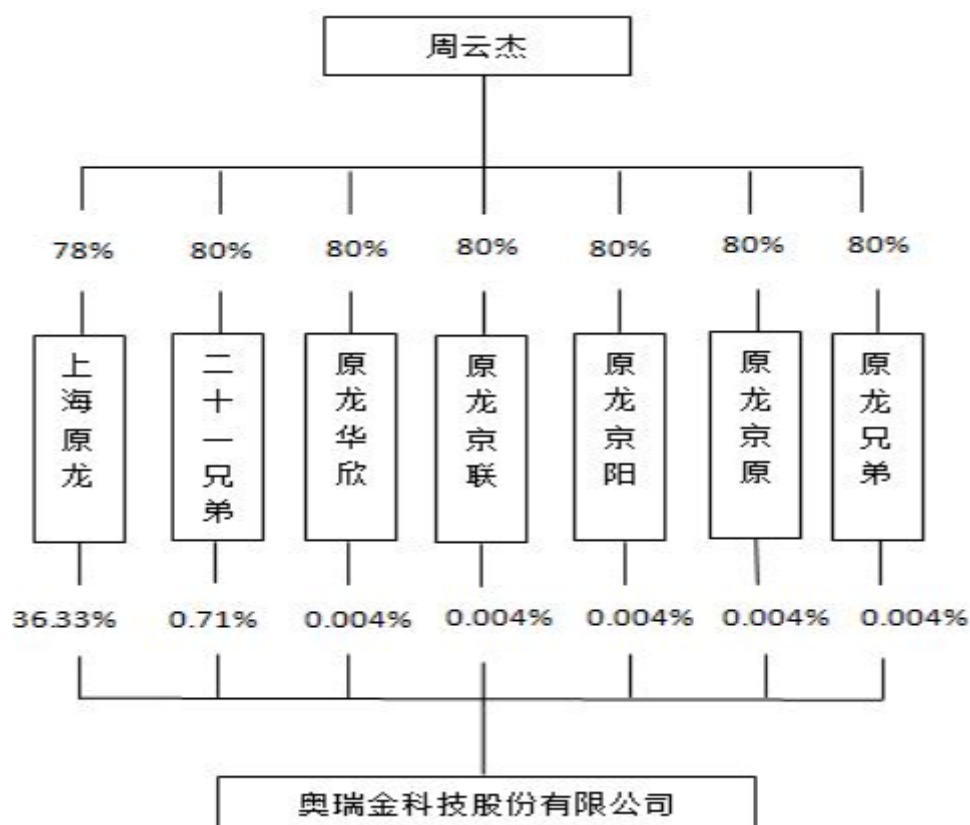 周云杰
78% 80% 80% 80% 80% 80% 80%
上海原龙
二十一兄弟
原龙华欣
原龙京联
原龙京阳
原龙京原
原龙兄弟
36.33% 0.71% 0.004% 0.004% 0.004% 0.004% 0.004%
奥瑞金科技股份有限公司